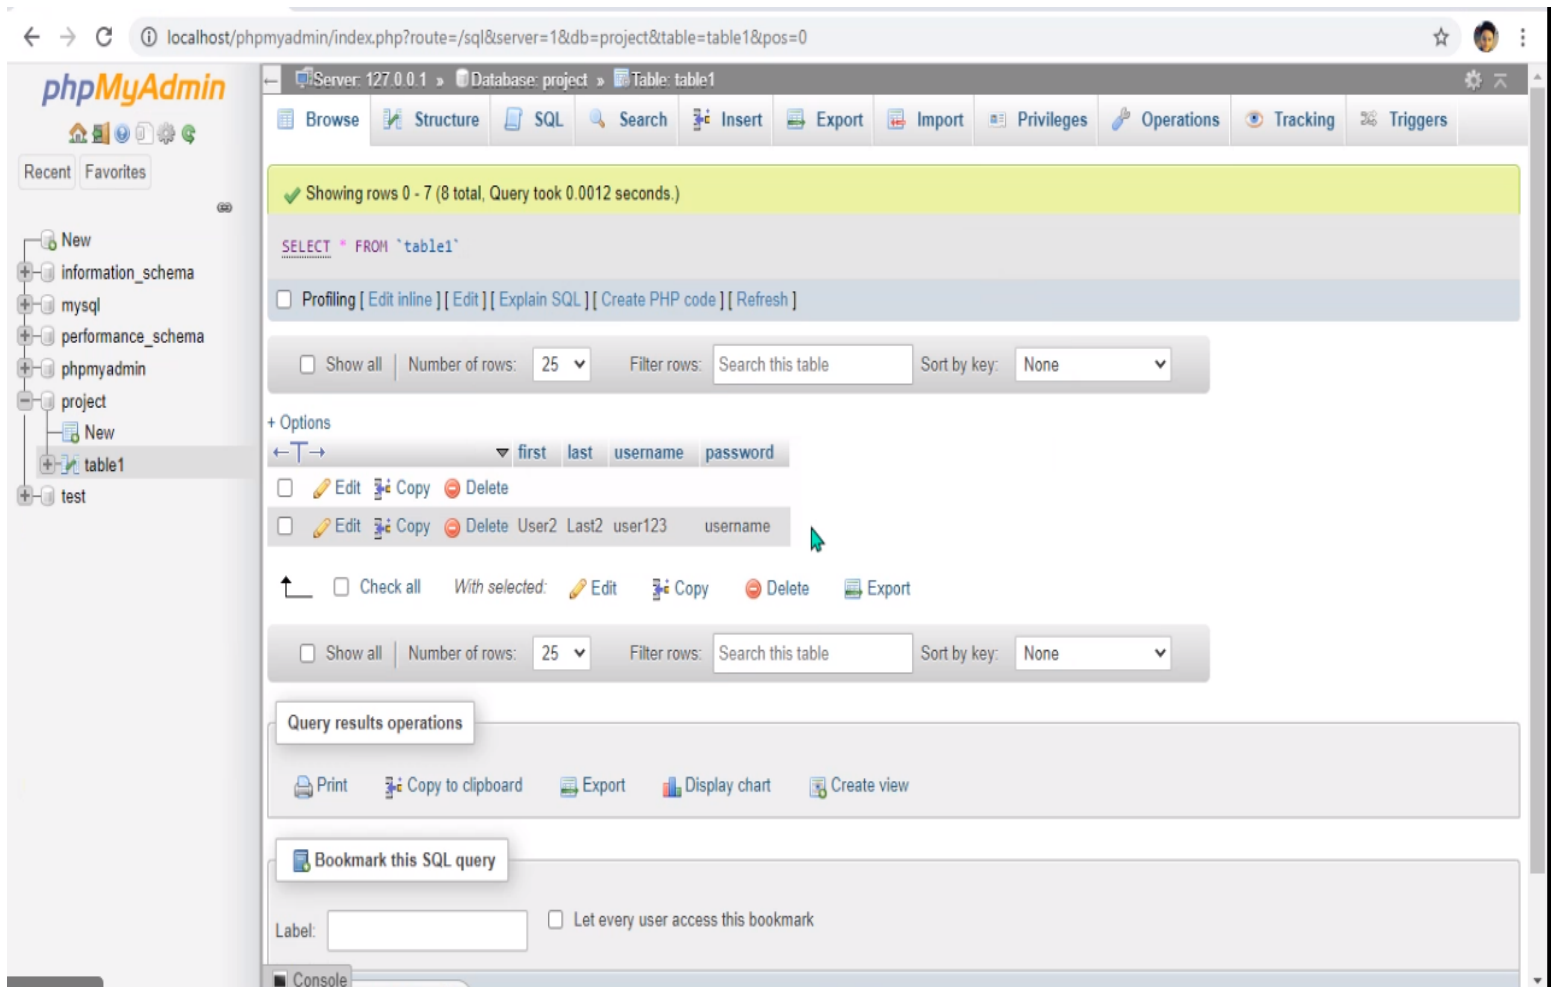 localhost/phpmyadmin/index.php?route=/sql&server=1&db=project&table=table1&pos=0
phpMyAdmin
Recent Favorites
New
information_schema
mysql
performance_schema
phpmyadmin
project
New
table1
test
Server: 127.0.0.1 » Database: project » Table: table1
Browse Structure SQL Search Insert Export Import Privileges Operations Tracking Triggers
Showing rows 0 - 7 (8 total, Query took 0.0012 seconds.)
SELECT * FROM `table1`
Profiling [ Edit inline ] [ Edit ] [ Explain SQL ] [ Create PHP code ] [ Refresh ]
Show all Number of rows: 25 Filter rows: Search this table Sort by key: None
+ Options
←T→ first last username password
Edit Copy Delete
Edit Copy Delete User2 Last2 user123 username
Check all With selected: Edit Copy Delete Export
Show all Number of rows: 25 Filter rows: Search this table Sort by key: None
Query results operations
Print Copy to clipboard Export Display chart Create view
Bookmark this SQL query
Label: Let every user access this bookmark
Console